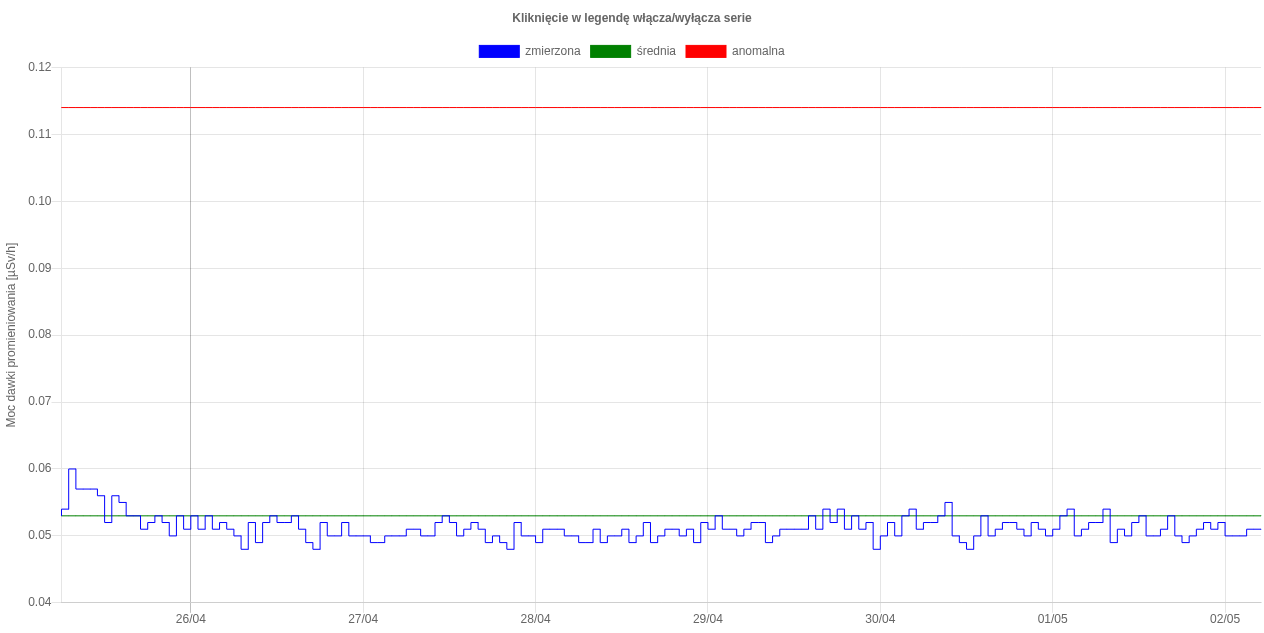 Kliknięcie w legendę włącza/wyłącza serie
zmierzona średnia anomalna
Moc dawki promieniowania [µSv/h]
0.12
0.11
0.10
0.09
0.08
0.07
0.06
0.05
0.04
26/04 27/04 28/04 29/04 30/04 01/05 02/05